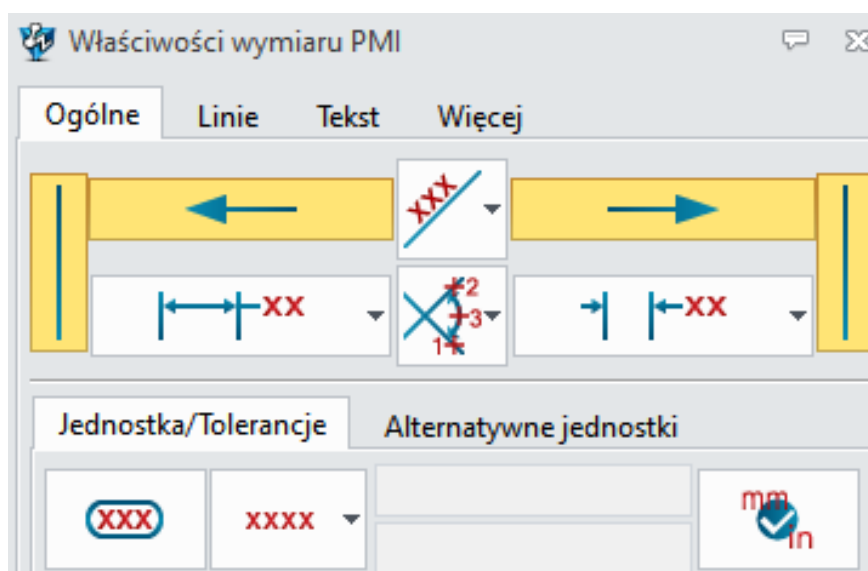 Właściwości wymiaru PMI
Ogólne Linie Tekst Więcej
xxx
xx 2 3 1 xx
Jednostka/Tolerancje Alternatywne jednostki
xxx xxxx mm in